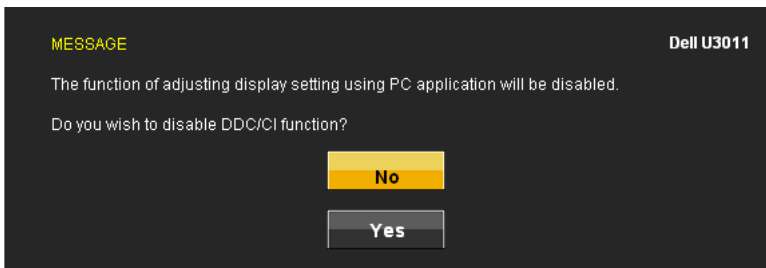 MESSAGE Dell U3011
The function of adjusting display setting using PC application will be disabled.
Do you wish to disable DDC/CI function?
No
Yes